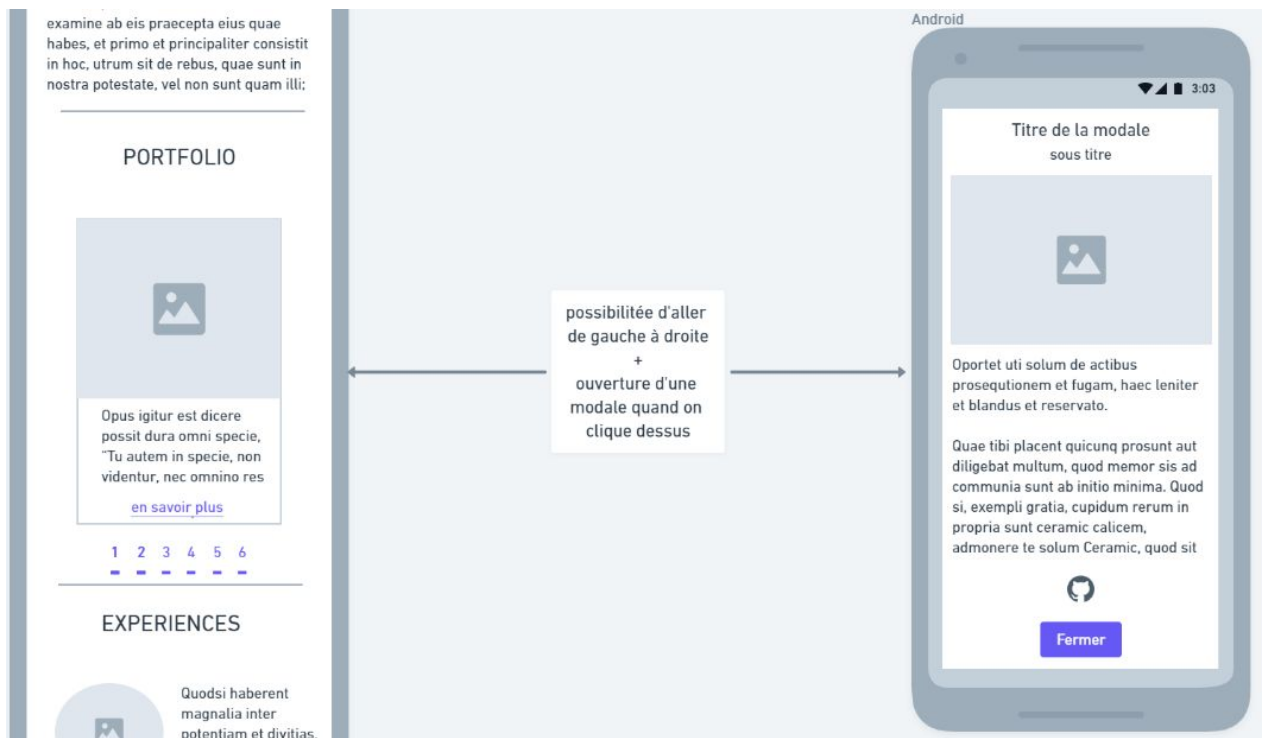 examine ab eis praecepta eius quae
habes, et primo et principaliter consistit
in hoc, utrum sit de rebus, quae sunt in
nostra potestate, vel non sunt quam illi;
PORTFOLIO
Opus igitur est dicere
possit dura omni specie,
"Tu autem in specie, non
videntur, nec omnino res
en savoir plus
1 2 3 4 5 6
EXPERIENCES
Quodsi haberent
magnalia inter
potentiam et divitias,
possibilitée d'aller
de gauche à droite
+
ouverture d'une
modale quand on
clique dessus
Android
3:03
Titre de la modale
sous titre
Oportet uti solum de actibus
prosequtionem et fugam, haec leniter
et blandus et reservato.
Quae tibi placent quicunq prosunt aut
diligebat multum, quod memor sis ad
communia sunt ab initio minima. Quod
si, exempli gratia, cupidum rerum in
propria sunt ceramic calicem,
admonere te solum Ceramic, quod sit
Fermer